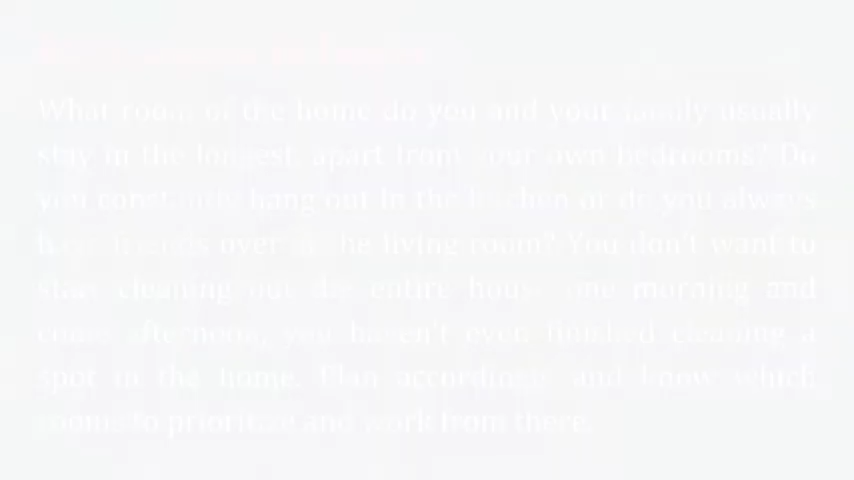 What room of the home do you and your family usually
stay in the longest, apart from your own bedrooms? Do
you constantly hang out in the kitchen or do you always
have friends over in the living room? You don't want to
start cleaning out the entire house one morning and
come afternoon, you haven't even finished cleaning a
spot in the home. Plan accordingly and know which
rooms to prioritize and work from there.